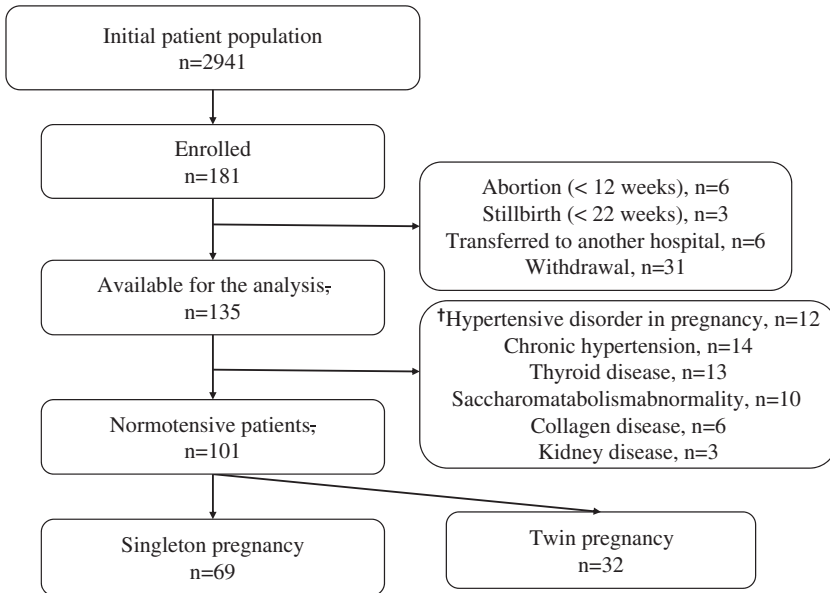 Initial patient population
n=2941
Enrolled
n=181
Abortion (< 12 weeks), n=6
Stillbirth (< 22 weeks), n=3
Transferred to another hospital, n=6
Withdrawal, n=31
Available for the analysis,
n=135
†Hypertensive disorder in pregnancy, n=12
Chronic hypertension, n=14
Thyroid disease, n=13
Saccharomatabolismabnormality, n=10
Collagen disease, n=6
Kidney disease, n=3
Normotensive patients,
n=101
Singleton pregnancy
n=69
Twin pregnancy
n=32